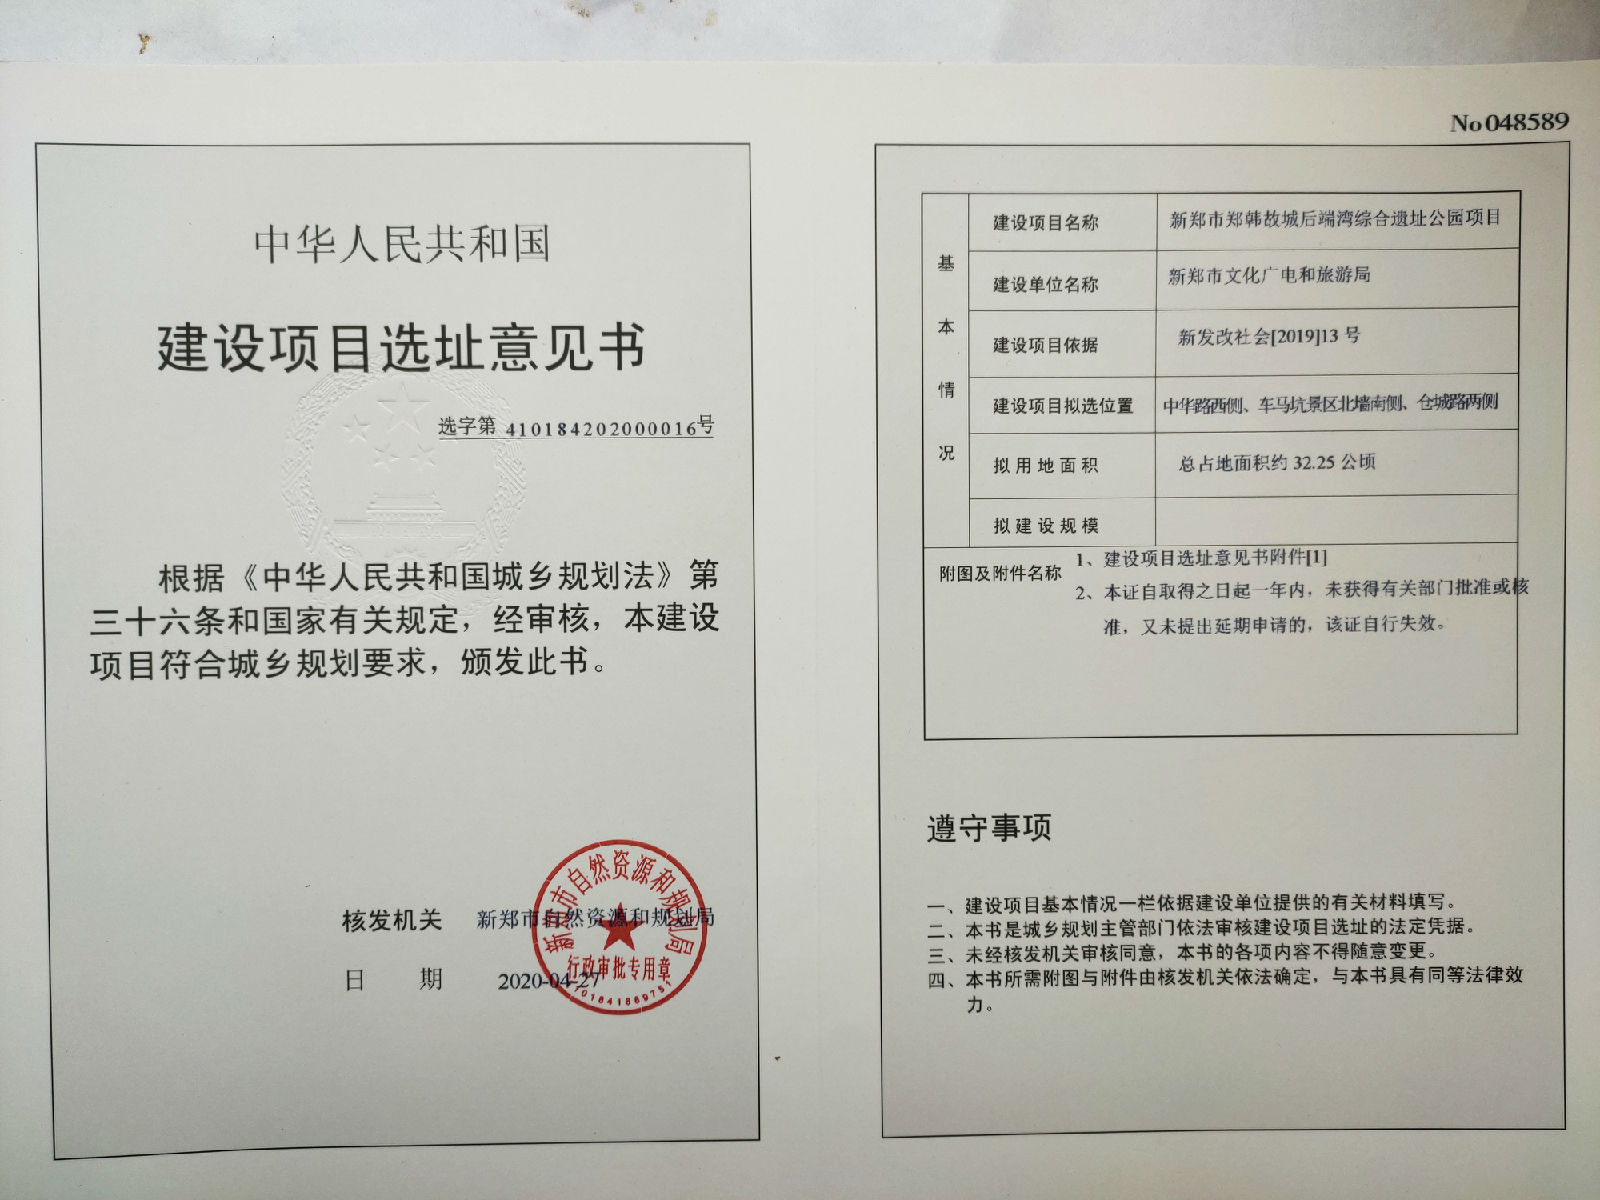 中华人民共和国
建设项目选址意见书
选字第 410184202000016号
根据《中华人民共和国城乡规划法》第
三十六条和国家有关规定，经审核，本建设
项目符合城乡规划要求，颁发此书。
核发机关 新郑市自然资源和规划局
日 期 2020-04-27
新郑市自然资源和规划局
行政审批专用章
No 048589
基本情况
建设项目名称 新郑市郑韩故城后端湾综合遗址公园项目
建设单位名称 新郑市文化广电和旅游局
建设项目依据 新发改社会[2019]13 号
建设项目拟选位置 中华路西侧、车马坑景区北墙南侧、仓城路两侧
拟用地面积 总占地面积约 32.25 公顷
拟建设规模
附图及附件名称
1、建设项目选址意见书附件[1]
2、本证自取得之日起一年内，未获得有关部门批准或核
准，又未提出延期申请的，该证自行失效。
遵守事项
一、建设项目基本情况一栏依据建设单位提供的有关材料填写。
二、本书是城乡规划主管部门依法审核建设项目选址的法定凭据。
三、未经核发机关审核同意，本书的各项内容不得随意变更。
四、本书所需附图与附件由核发机关依法确定，与本书具有同等法律效
力。